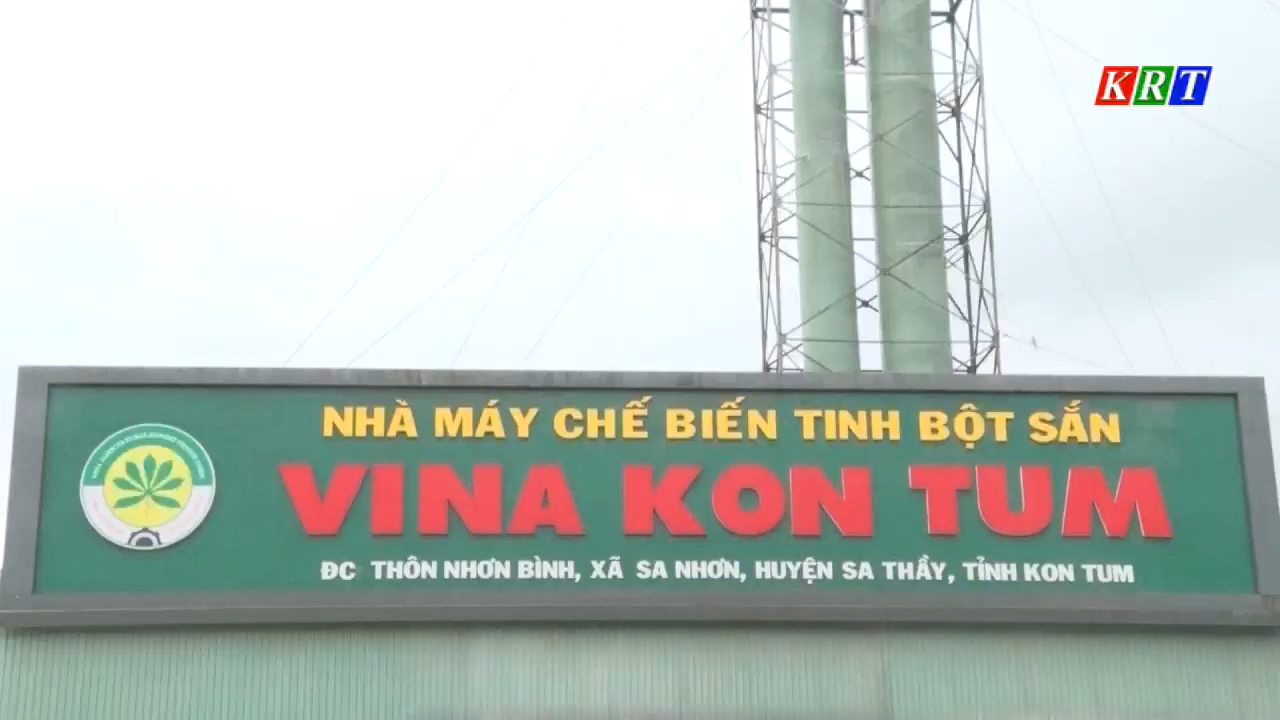 KRT
NHÀ MÁY CHẾ BIẾN TINH BỘT SẮN
VINA KON TUM
ĐC THÔN NHƠN BÌNH, XÃ SA NHƠN, HUYỆN SA THẦY, TỈNH KON TUM